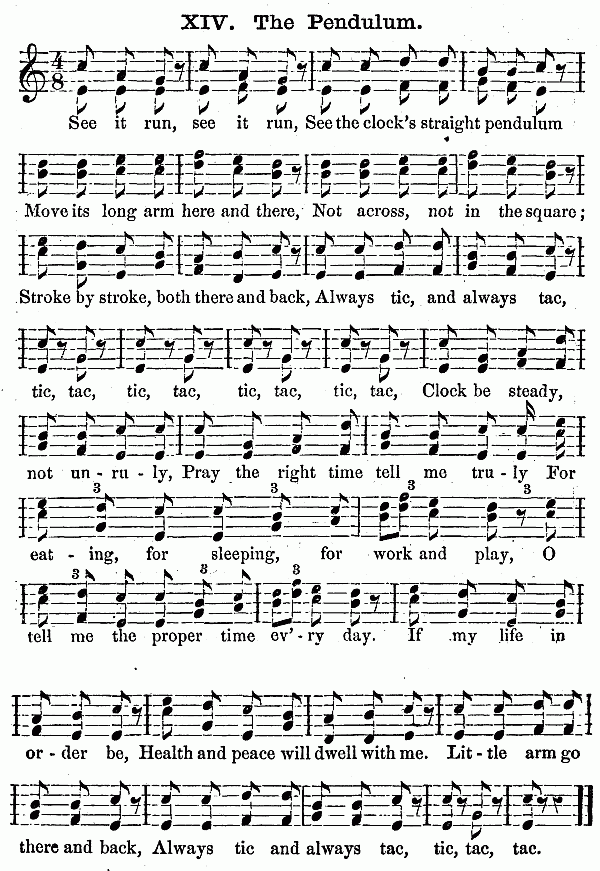 XIV. The Pendulum.
4
8
See it run, see it run, See the clock's straight pendulum
Move its long arm here and there, Not across, not in the square;
Stroke by stroke, both there and back, Always tic, and always tac,
tic, tac, tic, tac, tic, tac, tic, tac, Clock be steady,
not un-ru-ly, Pray the right time tell me tru-ly For
3 3 3
eat-ing, for sleeping, for work and play, O
3 3
tell me the proper time ev'-ry day. If my life in
or-der be, Health and peace will dwell with me. Lit-tle arm go
there and back, Always tic and always tac, tic, tac, tac.